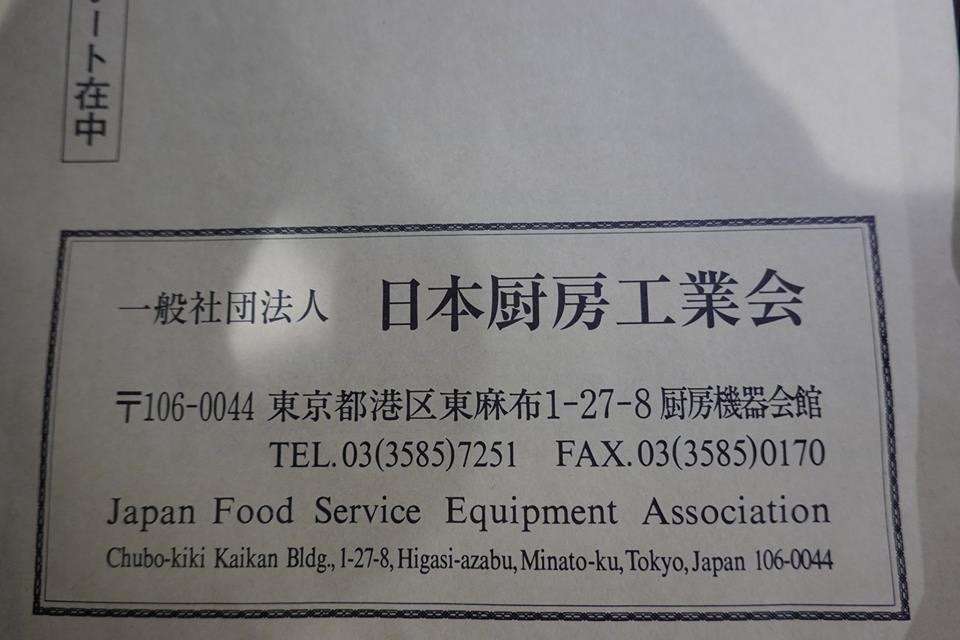 ート在中
一般社団法人 日本厨房工業会
〒106-0044 東京都港区東麻布1-27-8 厨房機器会館
TEL.03(3585)7251 FAX.03(3585)0170
Japan Food Service Equipment Association
Chubo-kiki Kaikan Bldg., 1-27-8, Higasi-azabu, Minato-ku, Tokyo, Japan 106-0044